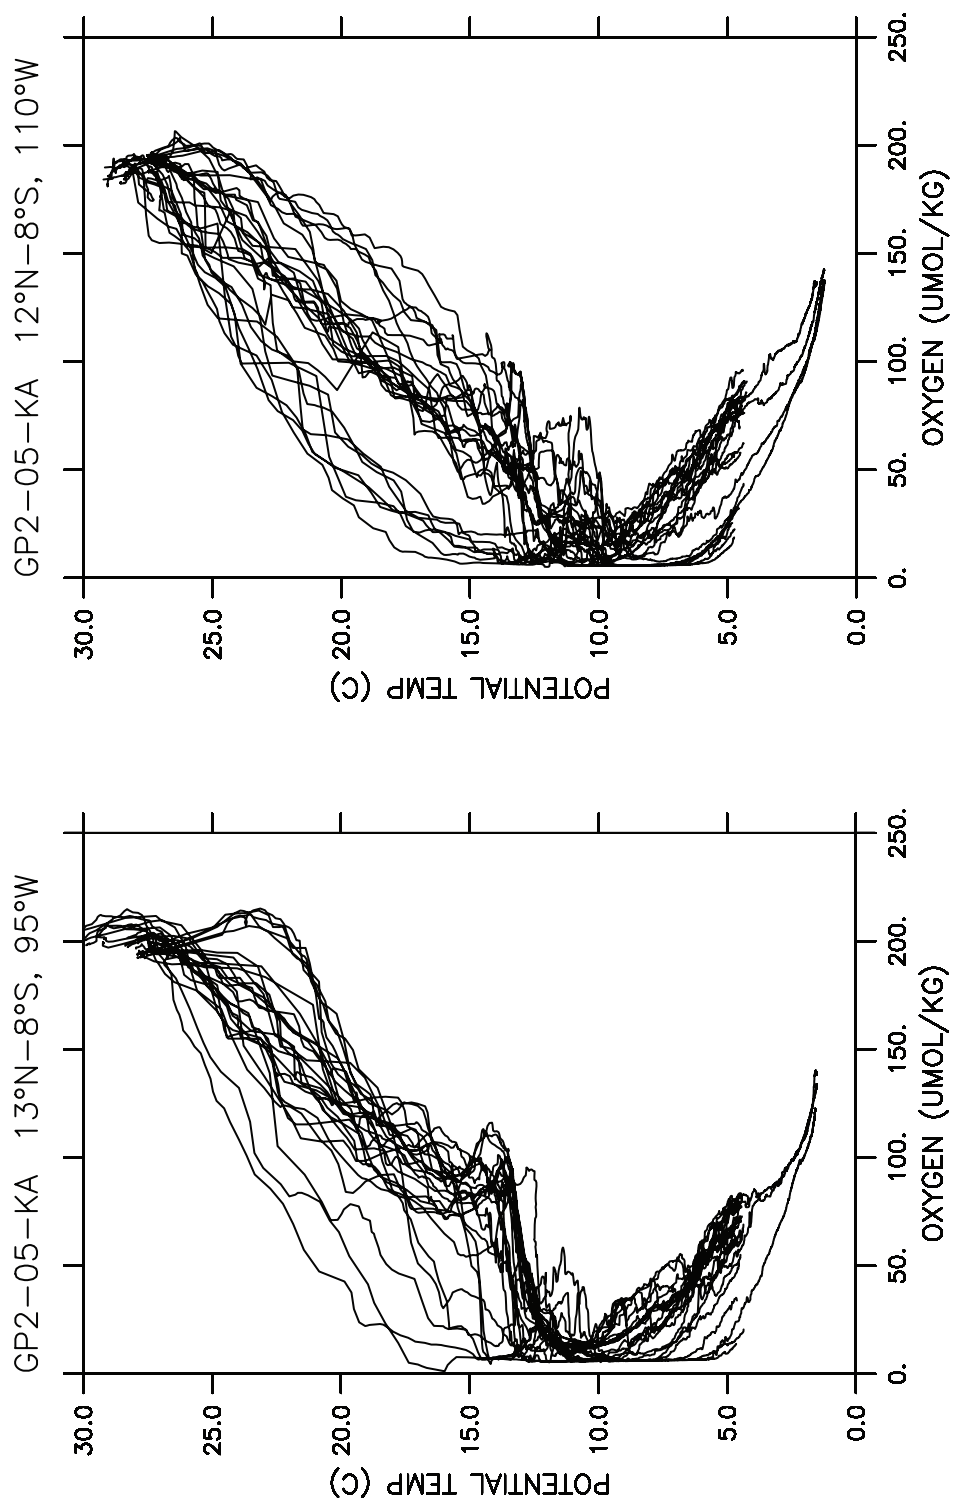 GP2-05-KA 13°N-8°S, 95°W
POTENTIAL TEMP (C)
30.0
25.0
20.0
15.0
10.0
5.0
0.0
0. 50. 100. 150. 200. 250.
OXYGEN (UMOL/KG)
GP2-05-KA 12°N-8°S, 110°W
POTENTIAL TEMP (C)
30.0
25.0
20.0
15.0
10.0
5.0
0.0
0. 50. 100. 150. 200. 250.
OXYGEN (UMOL/KG)